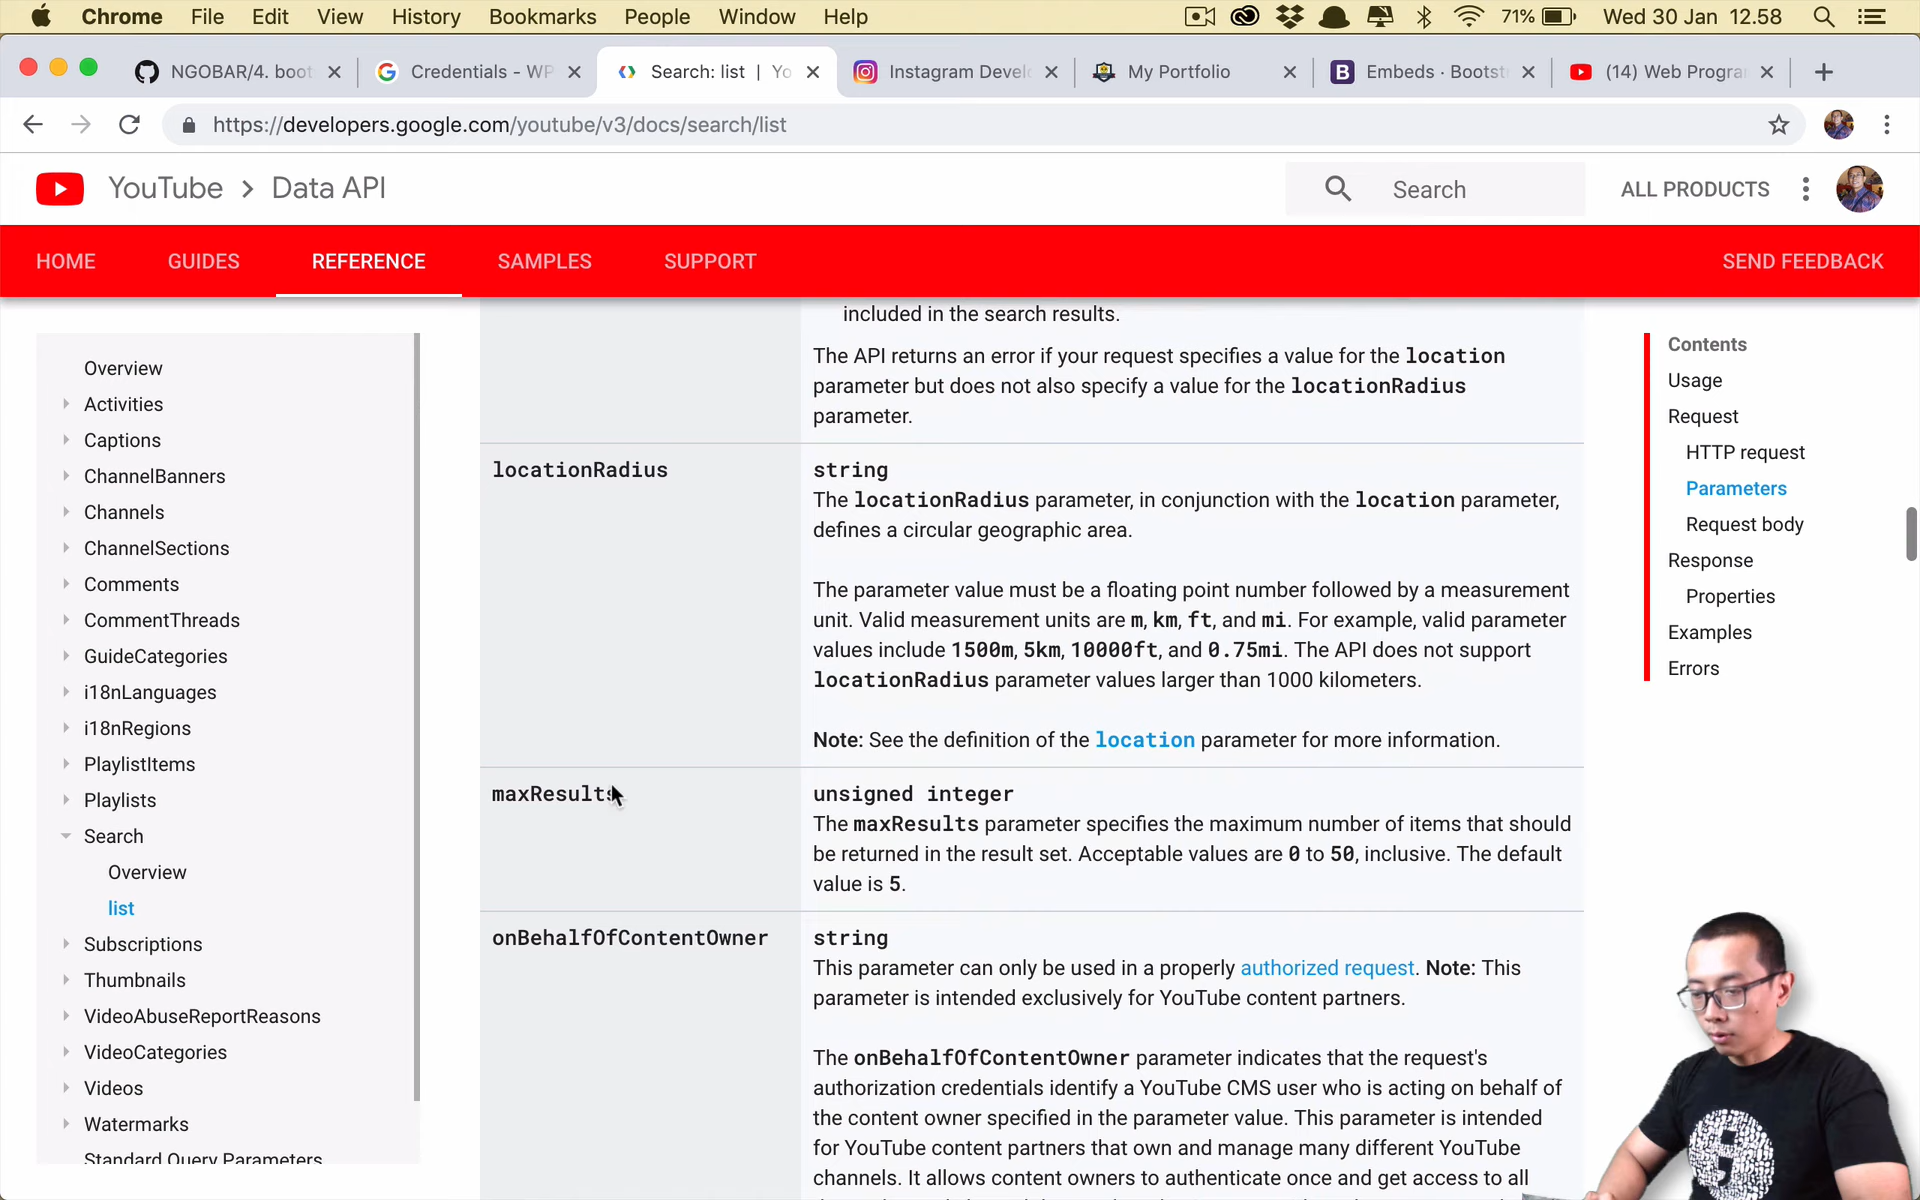 Chrome File Edit View History Bookmarks People Window Help 71% Wed 30 Jan 12.58
NGOBAR/4. boot Credentials - WP Search: list | Yo Instagram Devel My Portfolio Embeds · Bootst (14) Web Progra
https://developers.google.com/youtube/v3/docs/search/list
YouTube > Data API Search ALL PRODUCTS
HOME GUIDES REFERENCE SAMPLES SUPPORT SEND FEEDBACK
Overview
Activities
Captions
ChannelBanners
Channels
ChannelSections
Comments
CommentThreads
GuideCategories
i18nLanguages
i18nRegions
PlaylistItems
Playlists
Search
Overview
list
Subscriptions
Thumbnails
VideoAbuseReportReasons
VideoCategories
Videos
Watermarks
Standard Query Parameters
included in the search results.
The API returns an error if your request specifies a value for the location
parameter but does not also specify a value for the locationRadius
parameter.
locationRadius
string
The locationRadius parameter, in conjunction with the location parameter,
defines a circular geographic area.
The parameter value must be a floating point number followed by a measurement
unit. Valid measurement units are m, km, ft, and mi. For example, valid parameter
values include 1500m, 5km, 10000ft, and 0.75mi. The API does not support
locationRadius parameter values larger than 1000 kilometers.
Note: See the definition of the location parameter for more information.
maxResults
unsigned integer
The maxResults parameter specifies the maximum number of items that should
be returned in the result set. Acceptable values are 0 to 50, inclusive. The default
value is 5.
onBehalfOfContentOwner
string
This parameter can only be used in a properly authorized request. Note: This
parameter is intended exclusively for YouTube content partners.
The onBehalfOfContentOwner parameter indicates that the request's
authorization credentials identify a YouTube CMS user who is acting on behalf of
the content owner specified in the parameter value. This parameter is intended
for YouTube content partners that own and manage many different YouTube
channels. It allows content owners to authenticate once and get access to all
Contents
Usage
Request
HTTP request
Parameters
Request body
Response
Properties
Examples
Errors